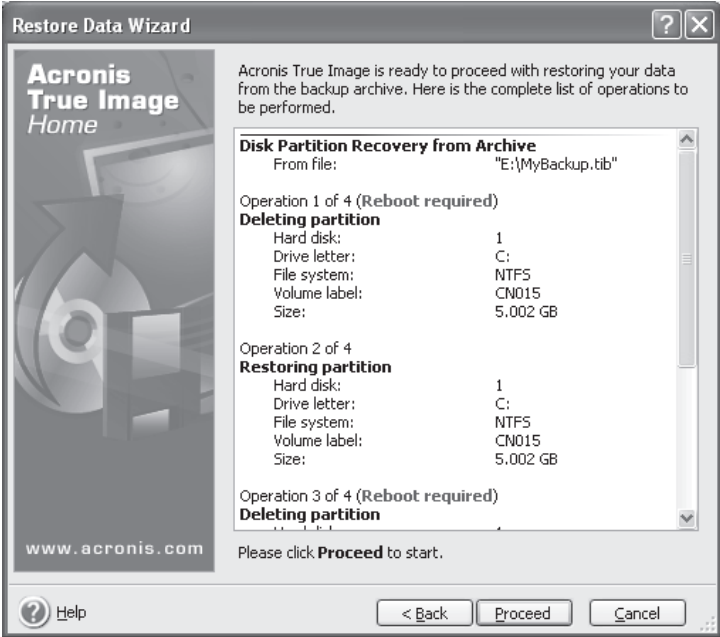 Restore Data Wizard
Acronis
True Image
Home
Acronis True Image is ready to proceed with restoring your data
from the backup archive. Here is the complete list of operations to
be performed.
Disk Partition Recovery from Archive
From file: "E:\MyBackup.tib"
Operation 1 of 4 (Reboot required)
Deleting partition
Hard disk: 1
Drive letter: C:
File system: NTFS
Volume label: CN015
Size: 5.002 GB
Operation 2 of 4
Restoring partition
Hard disk: 1
Drive letter: C:
File system: NTFS
Volume label: CN015
Size: 5.002 GB
Operation 3 of 4 (Reboot required)
Deleting partition
www.acronis.com
Please click Proceed to start.
Help
< Back
Proceed
Cancel